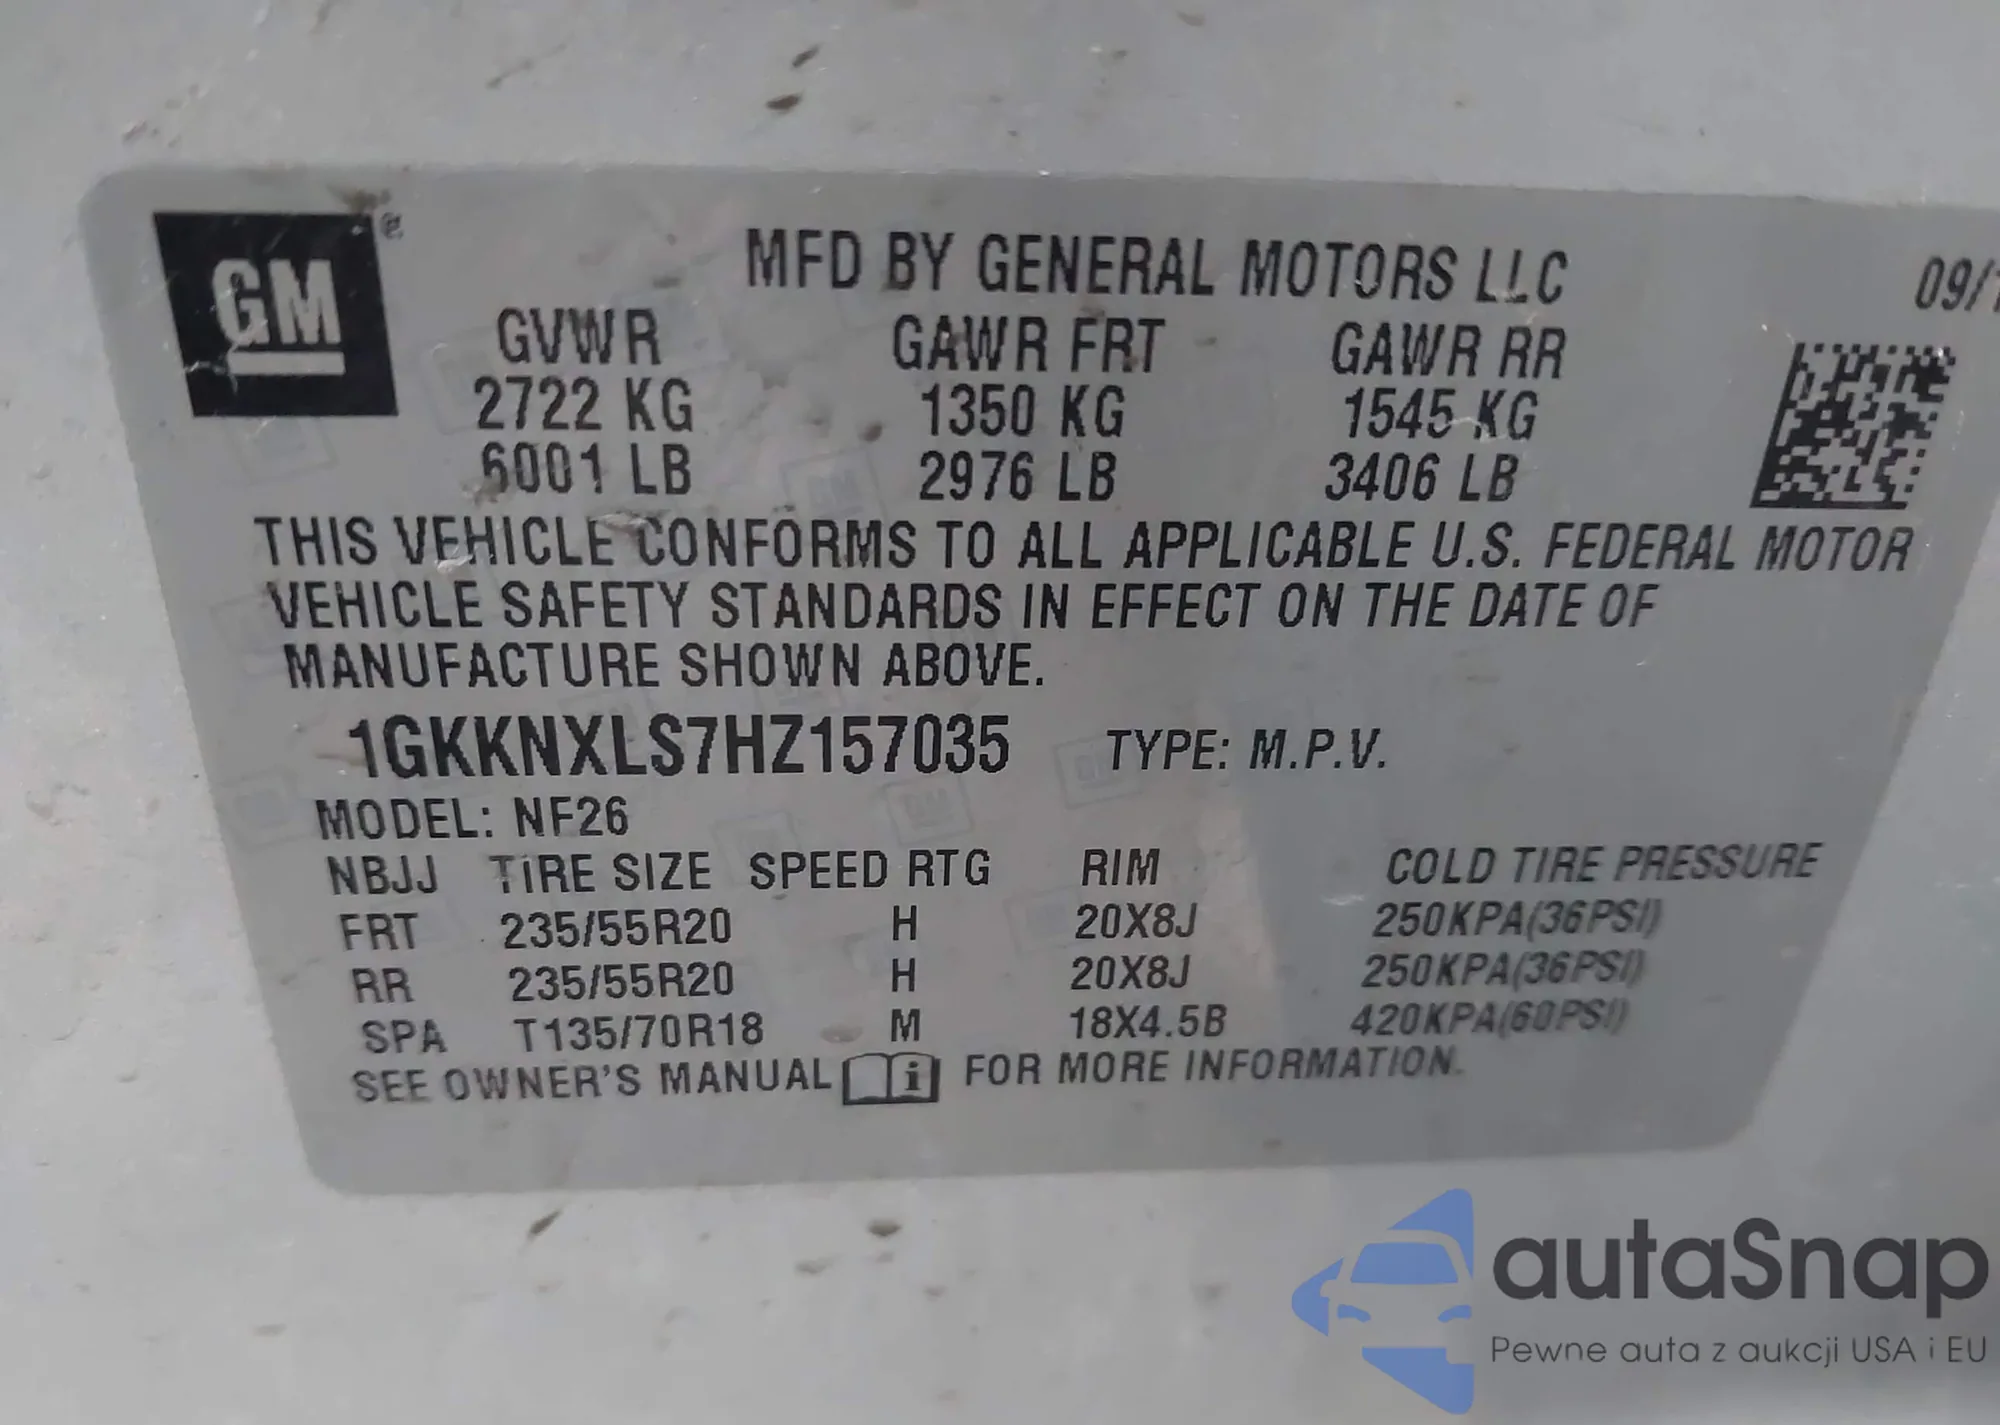 GM
MFD BY GENERAL MOTORS LLC
09/1
GVWR GAWR FRT GAWR RR
2722 KG 1350 KG 1545 KG
6001 LB 2976 LB 3406 LB
THIS VEHICLE CONFORMS TO ALL APPLICABLE U.S. FEDERAL MOTOR
VEHICLE SAFETY STANDARDS IN EFFECT ON THE DATE OF
MANUFACTURE SHOWN ABOVE.
1GKKNXLS7HZ157035 TYPE: M.P.V.
MODEL: NF26
NBJJ TIRE SIZE SPEED RTG RIM COLD TIRE PRESSURE
FRT 235/55R20 H 20X8J 250KPA(36PSI)
RR 235/55R20 H 20X8J 250KPA(36PSI)
SPA T135/70R18 M 18X4.5B 420KPA(60PSI)
SEE OWNER'S MANUAL i FOR MORE INFORMATION.
autaSnap
Pewne auta z aukcji USA i EU